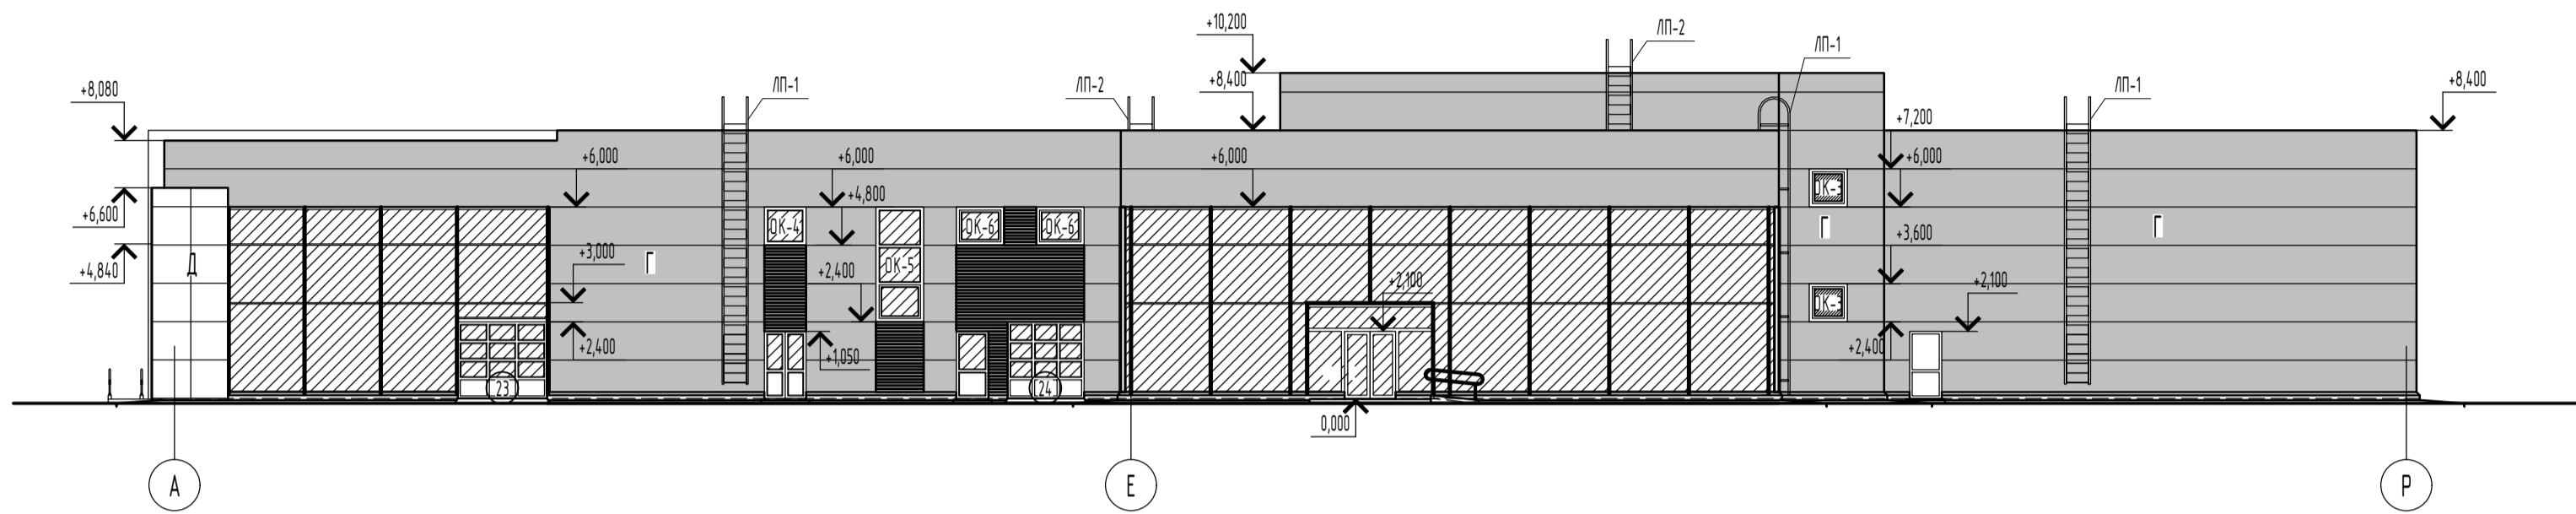 +10,200
ЛП-2
ЛП-1
+8,080
ЛП-1
ЛП-2
+8,400
ЛП-1
+8,400
+7,200
+6,000
+6,000
+6,000
+6,000
+4,800
ОК-3
+6,600
ОК-4
ОК-6
ОК-6
Г
Г
+3,600
+4,840
Д
+3,000
Г
+2,400
ОК-5
+2,100
+2,100
ОК-3
+2,400
+1,050
+2,400
23
24
0,000
А
Е
Р